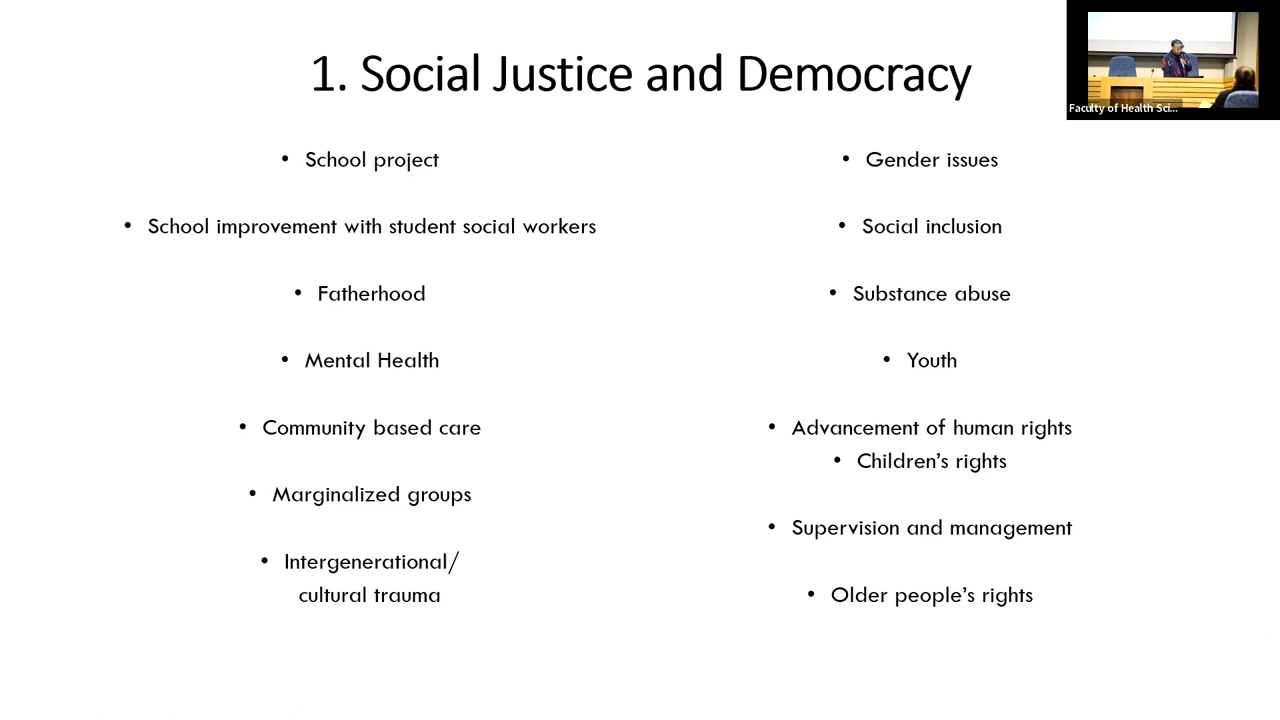 1. Social Justice and Democracy
• School project
• School improvement with student social workers
• Fatherhood
• Mental Health
• Community based care
• Marginalized groups
• Intergenerational/
cultural trauma
• Gender issues
• Social inclusion
• Substance abuse
• Youth
• Advancement of human rights
• Children’s rights
• Supervision and management
• Older people’s rights
Faculty of Health Sci...